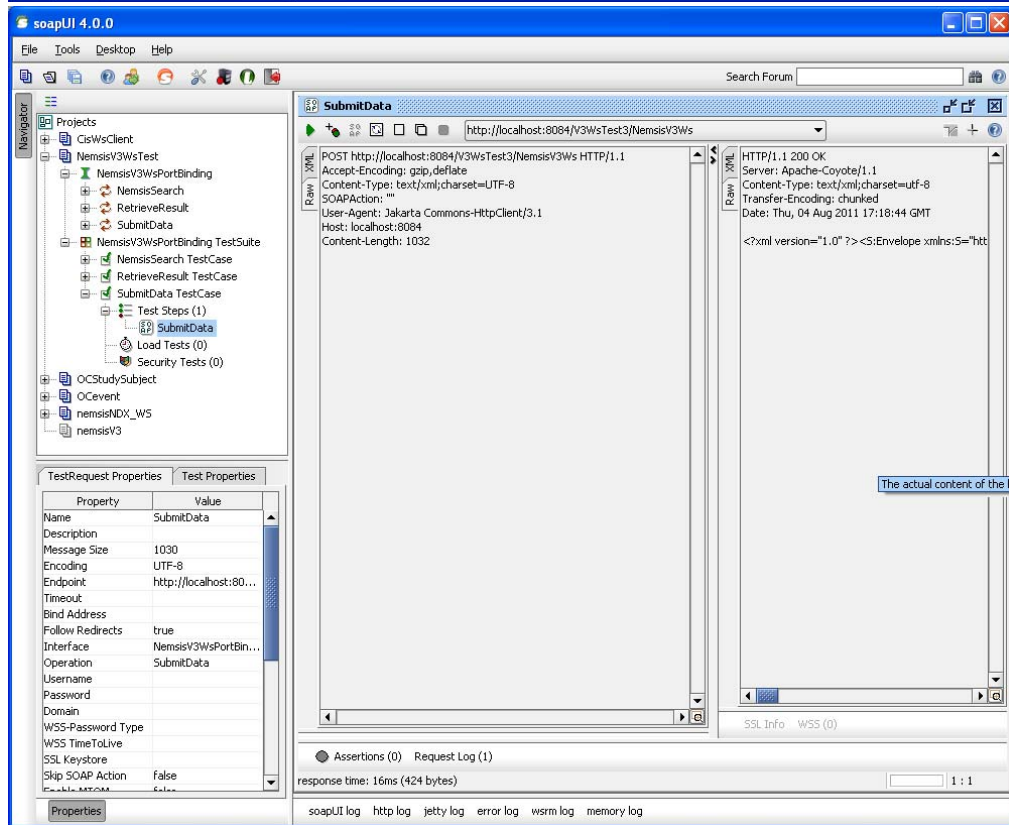 soapUI 4.0.0
File Tools Desktop Help
Search Forum
Navigator
Projects
CisWsClient
NemsisV3WsTest
NemsisV3WsPortBinding
NemsisSearch
RetrieveResult
SubmitData
NemsisV3WsPortBinding TestSuite
NemsisSearch TestCase
RetrieveResult TestCase
SubmitData TestCase
Test Steps (1)
SubmitData
Load Tests (0)
Security Tests (0)
OCStudySubject
OCevent
nemsisNDX_WS
nemsisV3
TestRequest Properties Test Properties
Property Value
Name SubmitData
Description
Message Size 1030
Encoding UTF-8
Endpoint http://localhost:80...
Timeout
Bind Address
Follow Redirects true
Interface NemsisV3WsPortBin...
Operation SubmitData
Username
Password
Domain
WSS-Password Type
WSS TimeToLive
SSL Keystore
Skip SOAP Action false
Enable MTOM false
Properties
SubmitData
http://localhost:8084/V3WsTest3/NemsisV3Ws
XML
Raw
POST http://localhost:8084/V3WsTest3/NemsisV3Ws HTTP/1.1
Accept-Encoding: gzip,deflate
Content-Type: text/xml;charset=UTF-8
SOAPAction: ""
User-Agent: Jakarta Commons-HttpClient/3.1
Host: localhost:8084
Content-Length: 1032
XML
Raw
HTTP/1.1 200 OK
Server: Apache-Coyote/1.1
Content-Type: text/xml;charset=utf-8
Transfer-Encoding: chunked
Date: Thu, 04 Aug 2011 17:18:44 GMT
<?xml version="1.0" ?><S:Envelope xmlns:S="htt
The actual content of the
SSL Info WSS (0)
Assertions (0) Request Log (1)
response time: 16ms (424 bytes)
1 : 1
soapUI log http log jetty log error log wsrm log memory log